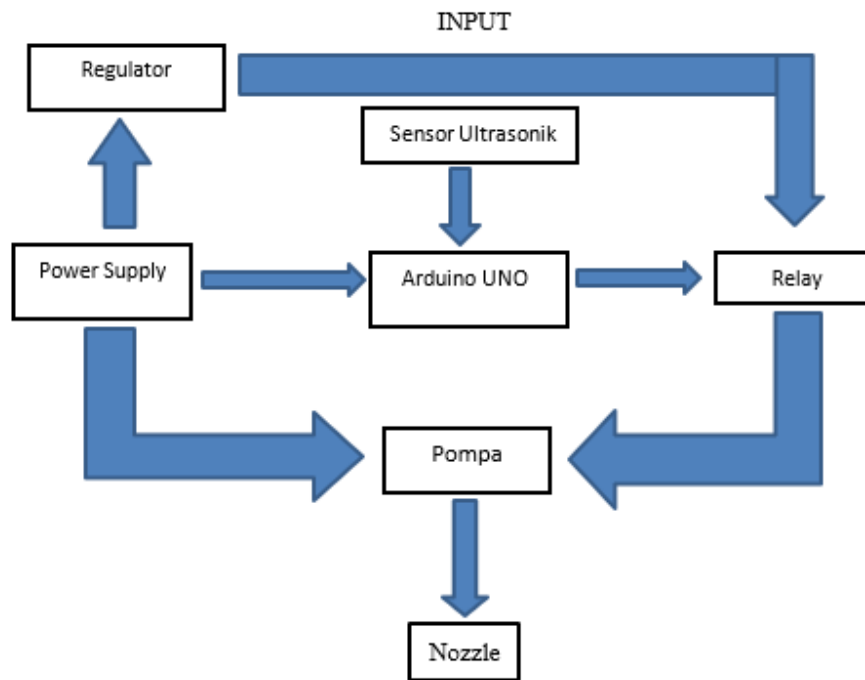 INPUT
Regulator
Sensor Ultrasonik
Power Supply
Arduino UNO
Relay
Pompa
Nozzle